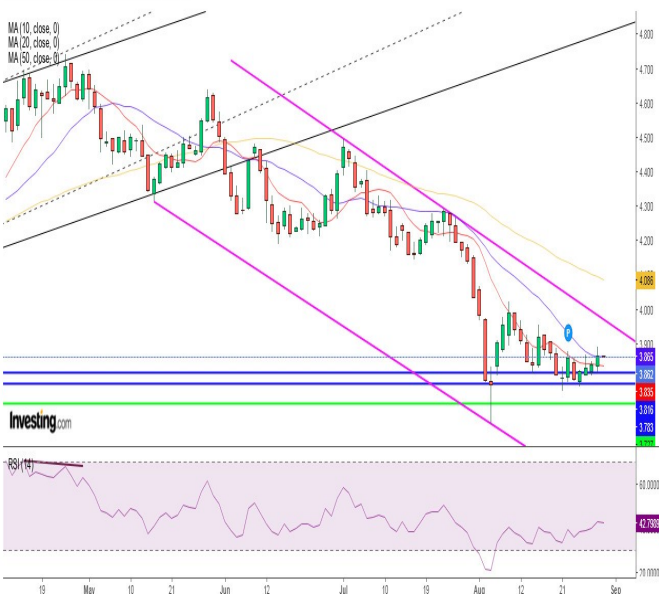 MA (10, close, 0)
MA (20, close, 0)
MA (50, close, 0)
4.800
4.700
4.600
4.500
4.400
4.300
4.200
4.086
4.000
3.900
3.865
3.862
3.835
3.816
3.783
P
Investing.com
RSI (14)
60.0000
42.7900
20.0000
19
May
10
21
Jun
12
Jul
10
19
Aug
12
21
Sep